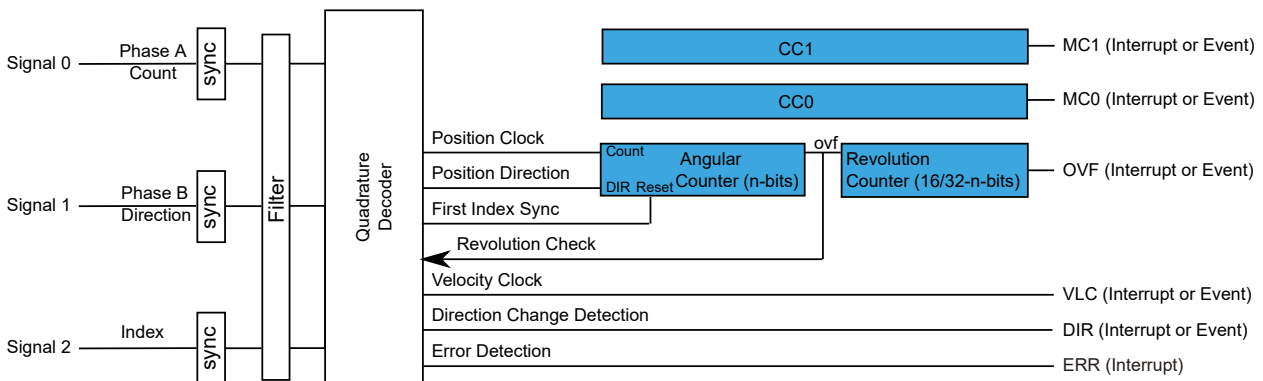 CC1
MC1 (Interrupt or Event)
CC0
MC0 (Interrupt or Event)
Signal 0
Phase A
Count
sync
Signal 1
Phase B
Direction
sync
Signal 2
Index
sync
Filter
Quadrature
Decoder
Position Clock
Position Direction
First Index Sync
Revolution Check
Velocity Clock
Direction Change Detection
Error Detection
Count
DIR Reset
Angular
Counter (n-bits)
ovf
Revolution
Counter (16/32-n-bits)
OVF (Interrupt or Event)
VLC (Interrupt or Event)
DIR (Interrupt or Event)
ERR (Interrupt)